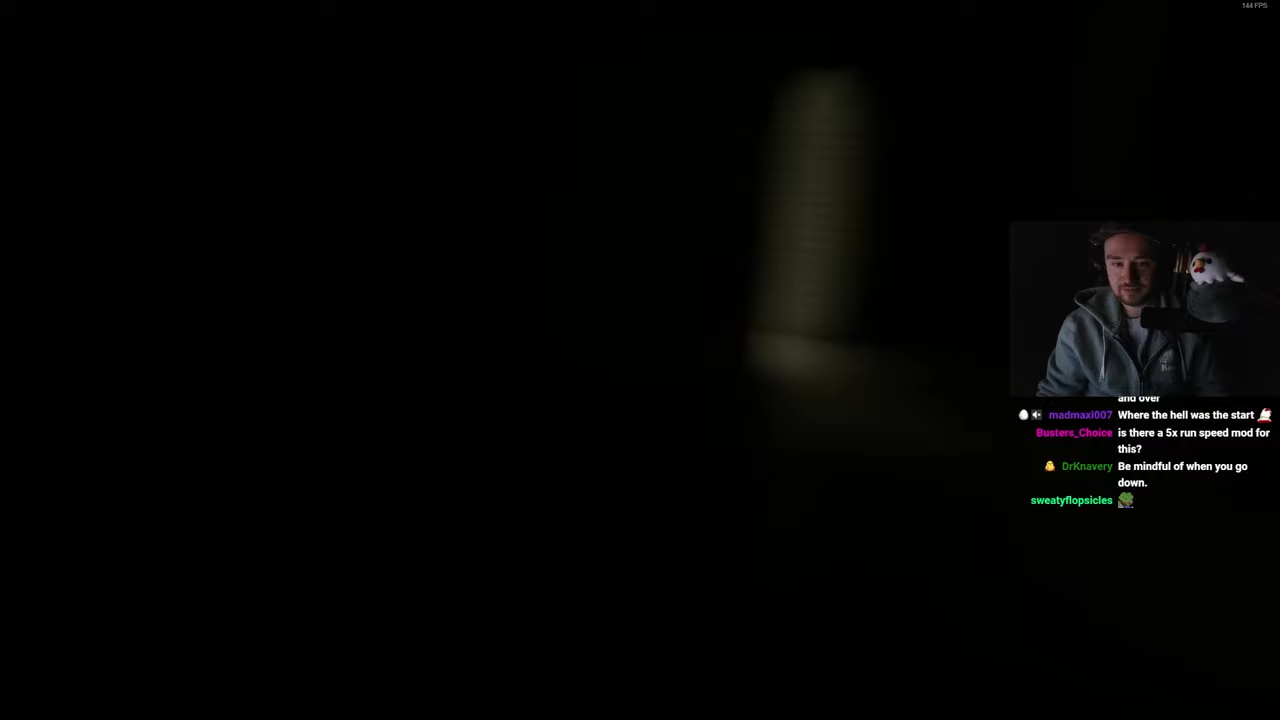 144 FPS
and over
madmaxl007 Where the hell was the start
Busters_Choice is there a 5x run speed mod for
this?
DrKnavery Be mindful of when you go
down.
sweatyflopsicles